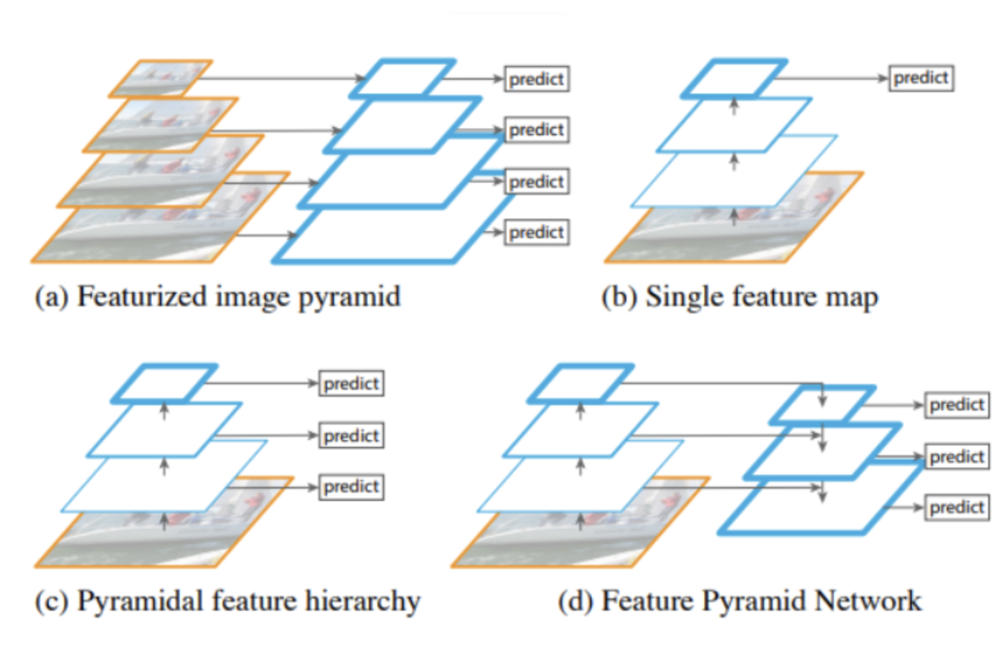 predict
predict
predict
predict
(a) Featurized image pyramid
predict
(b) Single feature map
predict
predict
predict
(c) Pyramidal feature hierarchy
predict
predict
predict
(d) Feature Pyramid Network